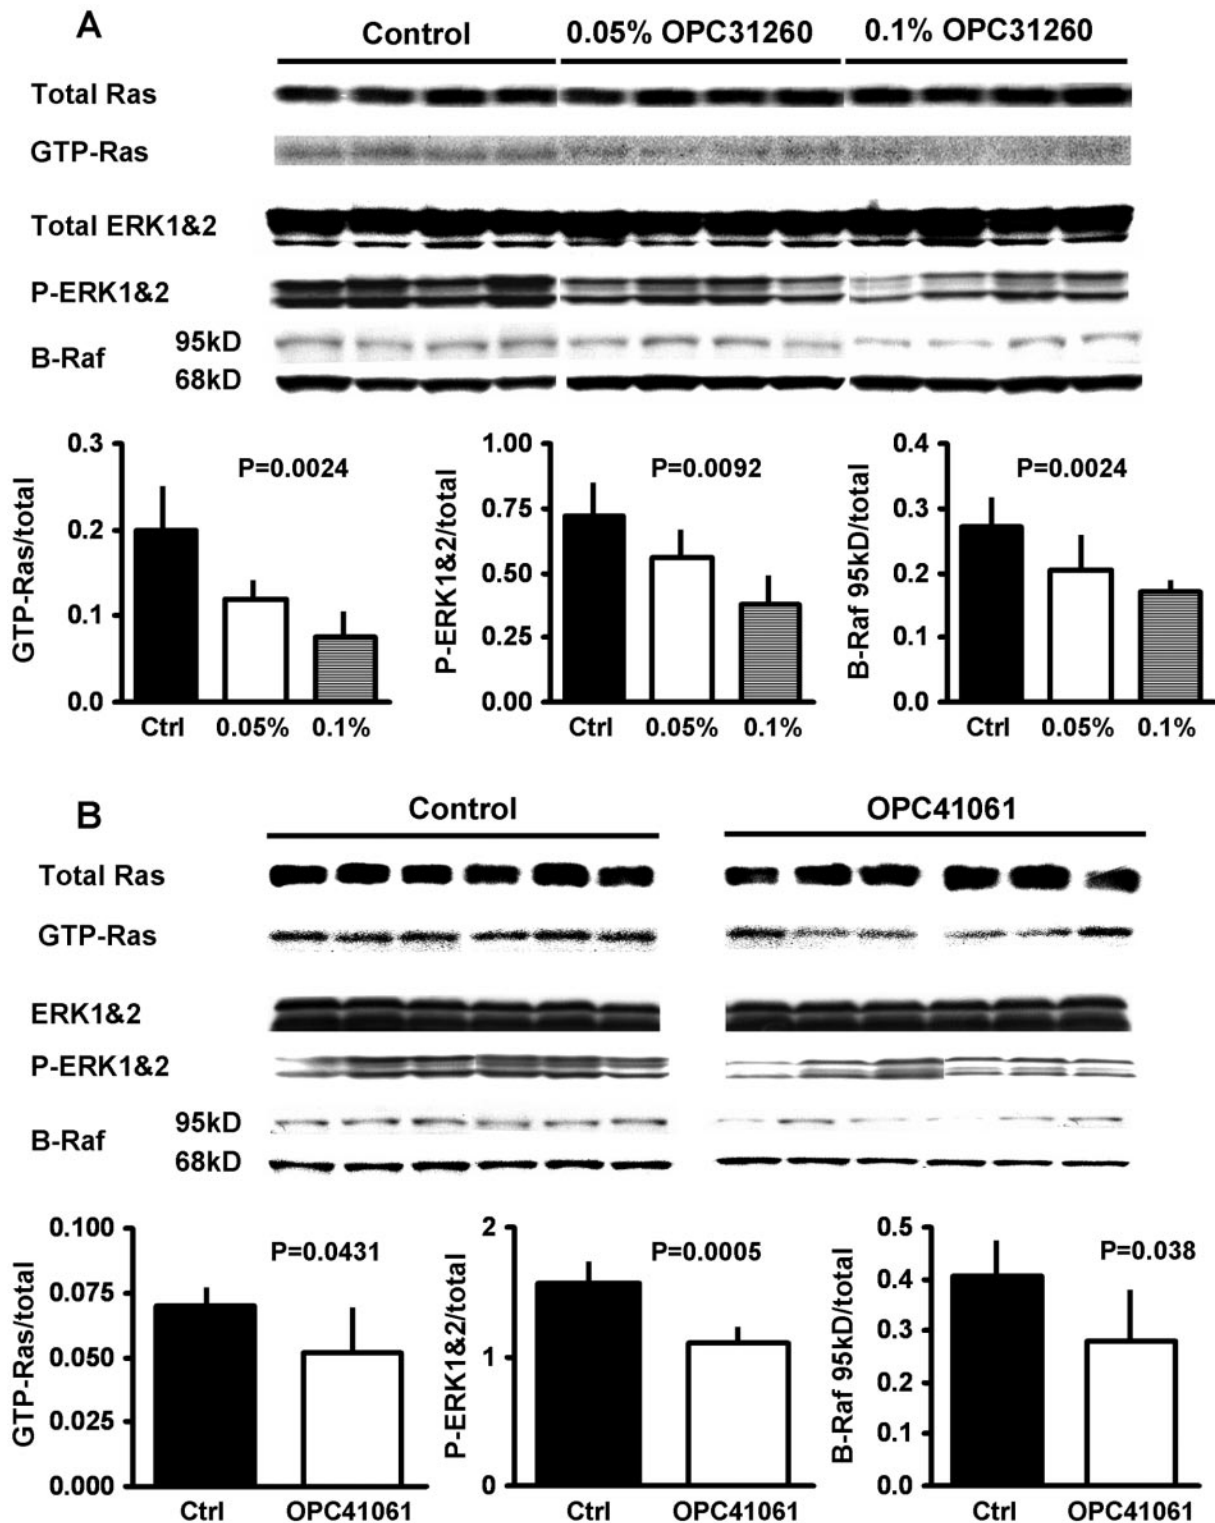 A
Control 0.05% OPC31260 0.1% OPC31260
Total Ras
GTP-Ras
Total ERK1&2
P-ERK1&2
B-Raf 95kD
68kD
GTP-Ras/total
0.3
0.2
0.1
0.0
P=0.0024
Ctrl 0.05% 0.1%
P-ERK1&2/total
1.00
0.75
0.50
0.25
0.00
P=0.0092
Ctrl 0.05% 0.1%
B-Raf 95kD/total
0.4
0.3
0.2
0.1
0.0
P=0.0024
Ctrl 0.05% 0.1%
B
Control OPC41061
Total Ras
GTP-Ras
ERK1&2
P-ERK1&2
B-Raf 95kD
68kD
GTP-Ras/total
0.100
0.075
0.050
0.025
0.000
P=0.0431
Ctrl OPC41061
P-ERK1&2/total
2
1
0
P=0.0005
Ctrl OPC41061
B-Raf 95kD/total
0.5
0.4
0.3
0.2
0.1
0.0
P=0.038
Ctrl OPC41061